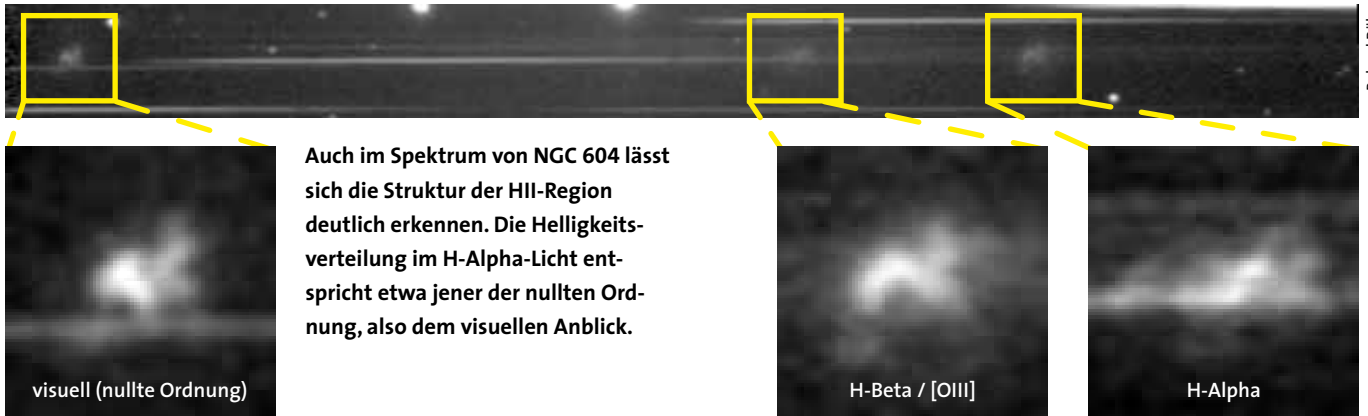 Auch im Spektrum von NGC 604 lässt
sich die Struktur der HII-Region
deutlich erkennen. Die Helligkeits-
verteilung im H-Alpha-Licht ent-
spricht etwa jener der nullten Ord-
nung, also dem visuellen Anblick.
visuell (nullte Ordnung)
H-Beta / [OIII]
H-Alpha